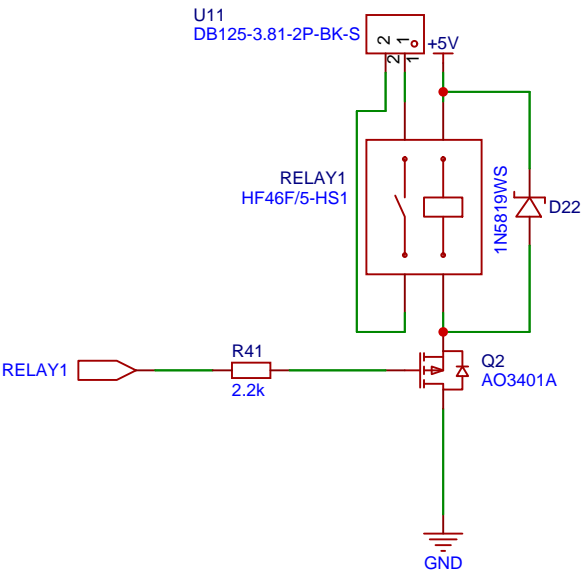 U11
DB125-3.81-2P-BK-S
2 1
2 1
+5V
RELAY1
HF46F/5-HS1
1N5819WS
D22
R41
RELAY1
2.2k
Q2
AO3401A
GND